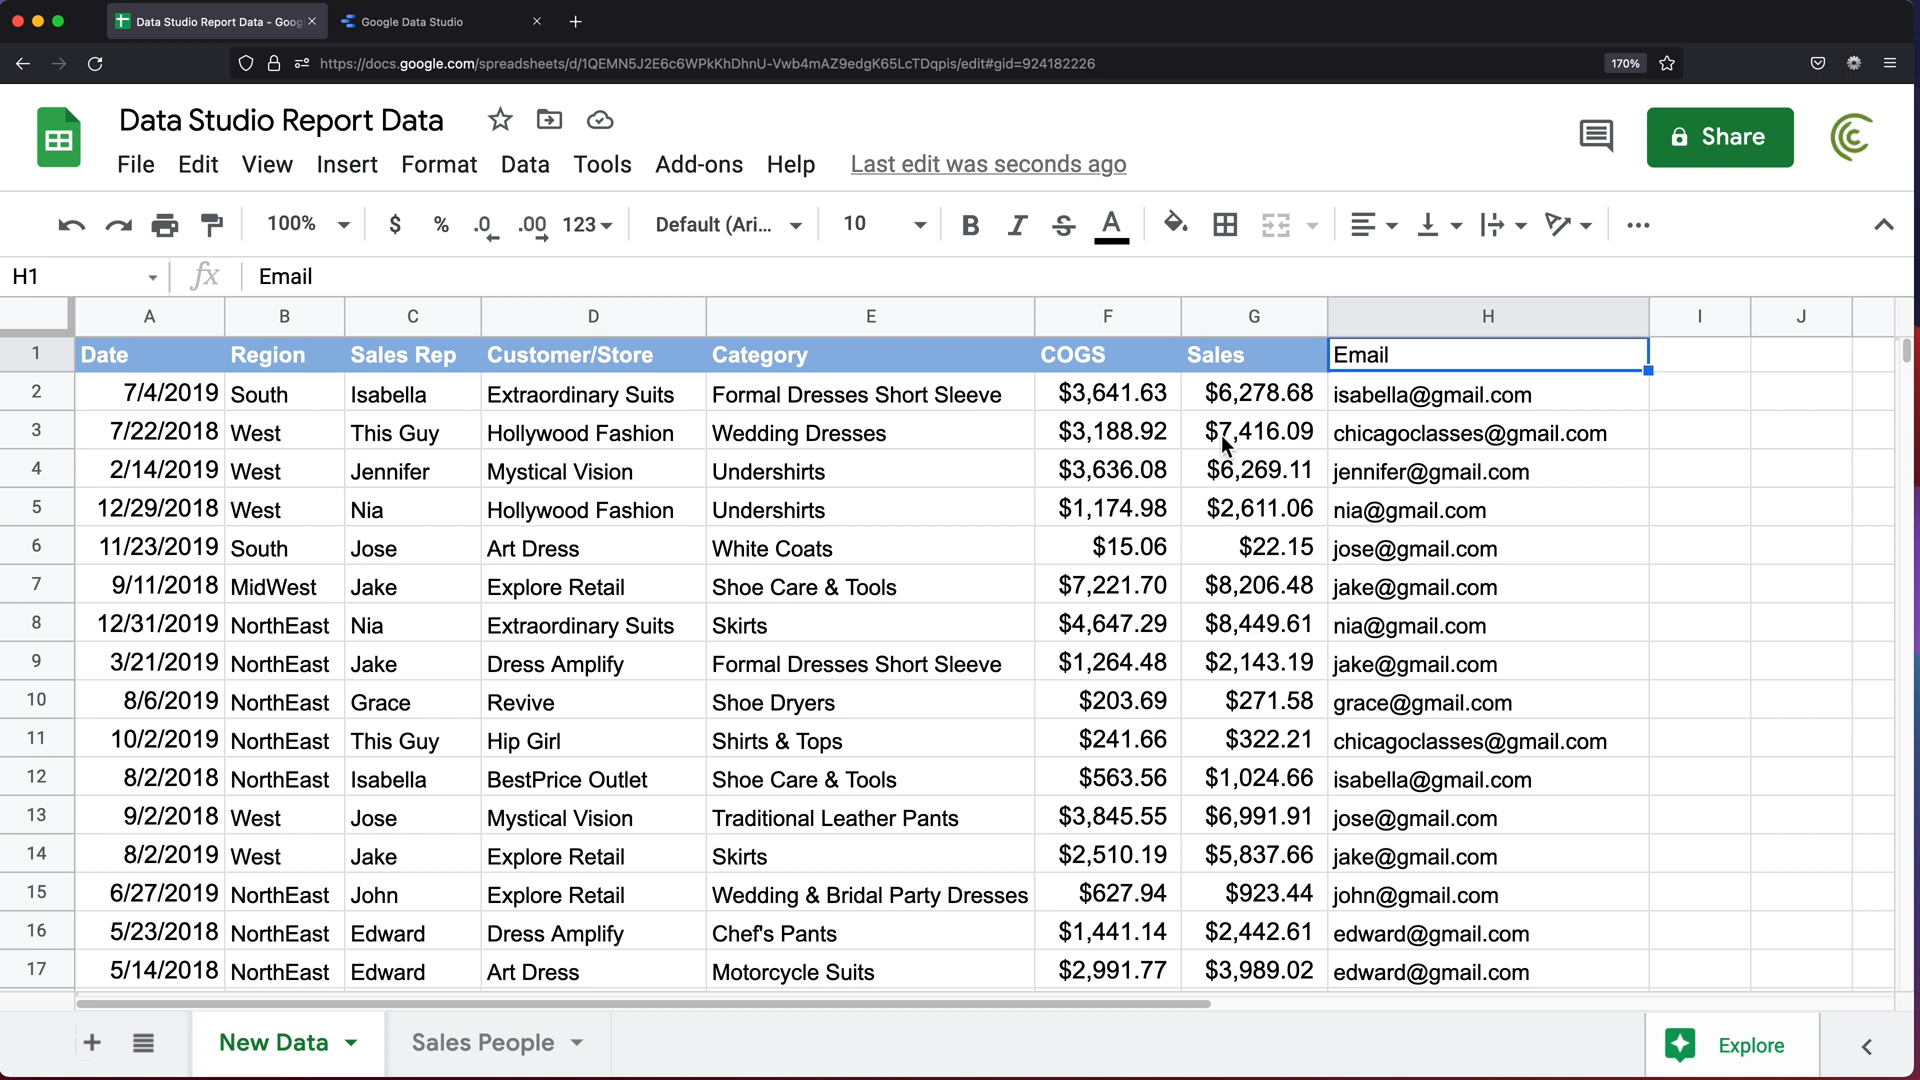 Data Studio Report Data - Goog
Google Data Studio
https://docs.google.com/spreadsheets/d/1QEMN5J2E6c6WPkKhDhnU-Vwb4mAZ9edgK65LcTDqpis/edit#gid=924182226
170%
Data Studio Report Data
Share
File Edit View Insert Format Data Tools Add-ons Help Last edit was seconds ago
100% $ % .0 .00 123 Default (Ari... 10 B I S A
H1 fx Email
A B C D E F G H I J
1 Date Region Sales Rep Customer/Store Category COGS Sales Email
2 7/4/2019 South Isabella Extraordinary Suits Formal Dresses Short Sleeve $3,641.63 $6,278.68 isabella@gmail.com
3 7/22/2018 West This Guy Hollywood Fashion Wedding Dresses $3,188.92 $7,416.09 chicagoclasses@gmail.com
4 2/14/2019 West Jennifer Mystical Vision Undershirts $3,636.08 $6,269.11 jennifer@gmail.com
5 12/29/2018 West Nia Hollywood Fashion Undershirts $1,174.98 $2,611.06 nia@gmail.com
6 11/23/2019 South Jose Art Dress White Coats $15.06 $22.15 jose@gmail.com
7 9/11/2018 MidWest Jake Explore Retail Shoe Care & Tools $7,221.70 $8,206.48 jake@gmail.com
8 12/31/2019 NorthEast Nia Extraordinary Suits Skirts $4,647.29 $8,449.61 nia@gmail.com
9 3/21/2019 NorthEast Jake Dress Amplify Formal Dresses Short Sleeve $1,264.48 $2,143.19 jake@gmail.com
10 8/6/2019 NorthEast Grace Revive Shoe Dryers $203.69 $271.58 grace@gmail.com
11 10/2/2019 NorthEast This Guy Hip Girl Shirts & Tops $241.66 $322.21 chicagoclasses@gmail.com
12 8/2/2018 NorthEast Isabella BestPrice Outlet Shoe Care & Tools $563.56 $1,024.66 isabella@gmail.com
13 9/2/2018 West Jose Mystical Vision Traditional Leather Pants $3,845.55 $6,991.91 jose@gmail.com
14 8/2/2019 West Jake Explore Retail Skirts $2,510.19 $5,837.66 jake@gmail.com
15 6/27/2019 NorthEast John Explore Retail Wedding & Bridal Party Dresses $627.94 $923.44 john@gmail.com
16 5/23/2018 NorthEast Edward Dress Amplify Chef's Pants $1,441.14 $2,442.61 edward@gmail.com
17 5/14/2018 NorthEast Edward Art Dress Motorcycle Suits $2,991.77 $3,989.02 edward@gmail.com
New Data Sales People Explore